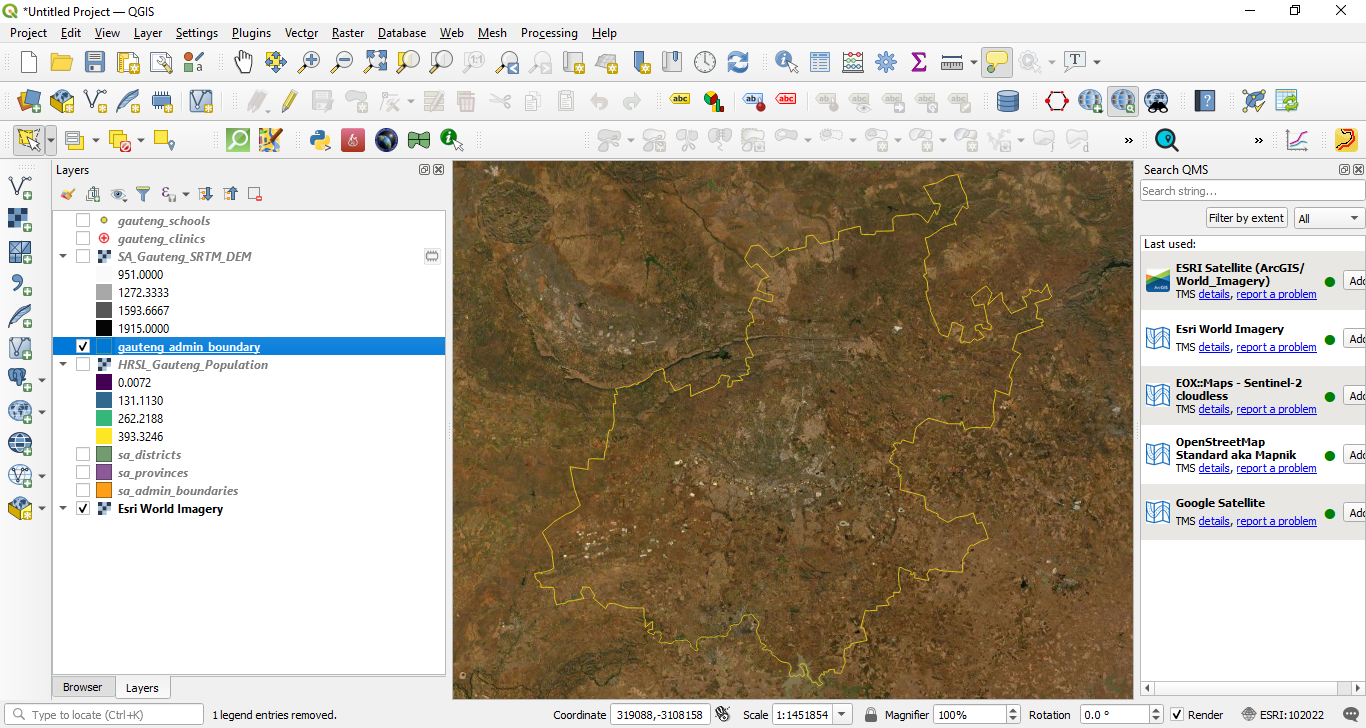 *Untitled Project — QGIS
Project Edit View Layer Settings Plugins Vector Raster Database Web Mesh Processing Help
Layers
gauteng_schools
gauteng_clinics
SA_Gauteng_SRTM_DEM
951.0000
1272.3333
1593.6667
1915.0000
gauteng_admin_boundary
HRSL_Gauteng_Population
0.0072
131.1130
262.2188
393.3246
sa_districts
sa_provinces
sa_admin_boundaries
Esri World Imagery
Browser Layers
Search QMS
Search string...
Filter by extent All
Last used:
ESRI Satellite (ArcGIS/
World_Imagery)
TMS details, report a problem
Add
Esri World Imagery
TMS details, report a problem
Add
EOX::Maps - Sentinel-2
cloudless
TMS details, report a problem
Add
OpenStreetMap
Standard aka Mapnik
TMS details, report a problem
Add
Google Satellite
TMS details, report a problem
Add
Type to locate (Ctrl+K) 1 legend entries removed. Coordinate 319088,-3108158 Scale 1:1451854 Magnifier 100% Rotation 0.0 ° Render ESRI:102022